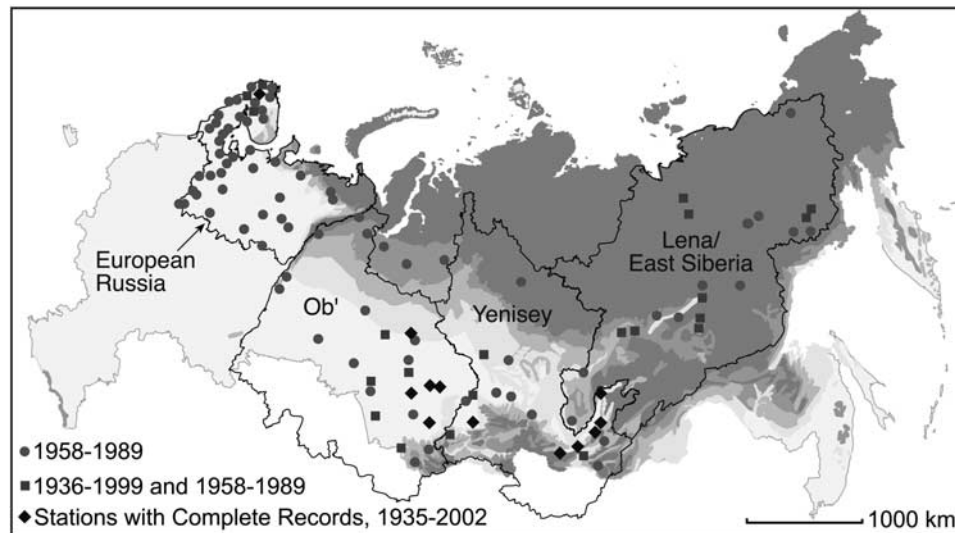 European
Russia
Ob'
Yenisey
Lena/
East Siberia
1958-1989
1936-1999 and 1958-1989
Stations with Complete Records, 1935-2002
1000 km